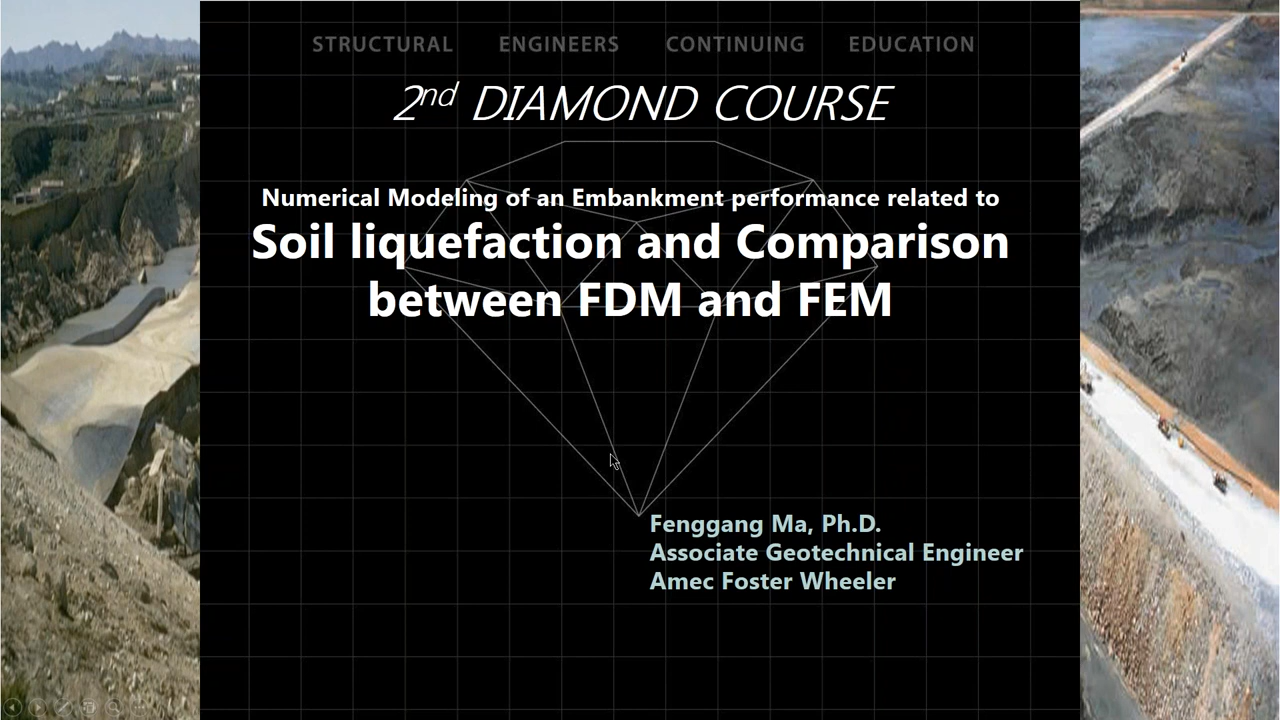 STRUCTURAL ENGINEERS CONTINUING EDUCATION
2nd DIAMOND COURSE
Numerical Modeling of an Embankment performance related to
Soil liquefaction and Comparison
between FDM and FEM
Fenggang Ma, Ph.D.
Associate Geotechnical Engineer
Amec Foster Wheeler